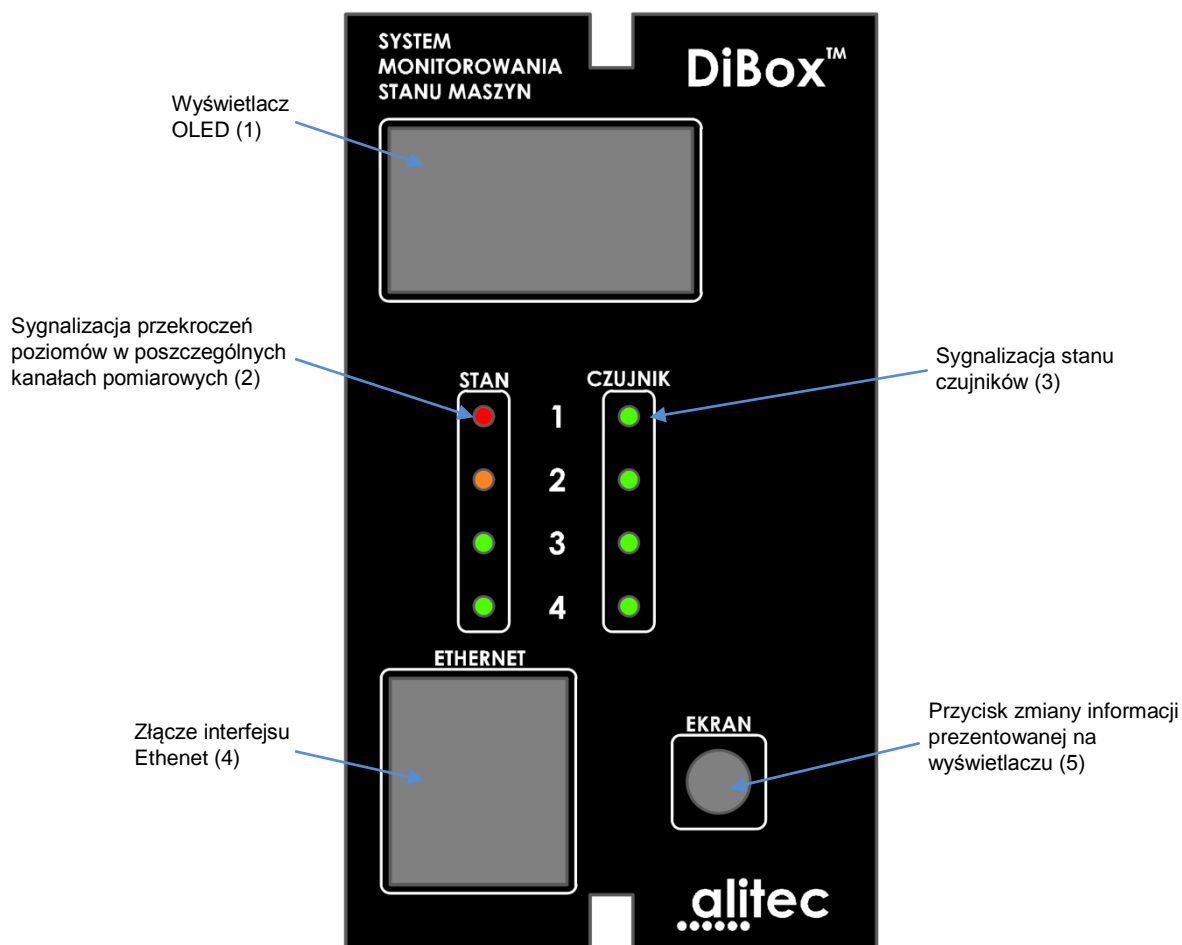 SYSTEM
MONITOROWANIA
STANU MASZYN
DiBox™
Wyświetlacz
OLED (1)
Sygnalizacja przekroczeń
poziomów w poszczególnych
kanałach pomiarowych (2)
Sygnalizacja stanu
czujników (3)
STAN
CZUJNIK
1
2
3
4
ETHERNET
Złącze interfejsu
Ethenet (4)
EKRAN
Przycisk zmiany informacji
prezentowanej na
wyświetlaczu (5)
alitec